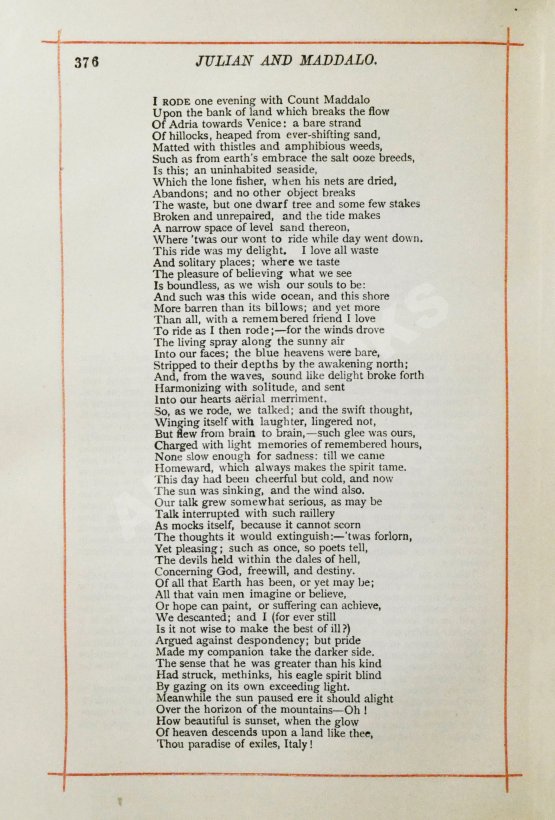 376
JULIAN AND MADDALO.
I RODE one evening with Count Maddalo
Upon the bank of land which breaks the flow
Of Adria towards Venice: a bare strand
Of hillocks, heaped from ever-shifting sand,
Matted with thistles and amphibious weeds,
Such as from earth's embrace the salt ooze breeds,
Is this; an uninhabited seaside,
Which the lone fisher, when his nets are dried,
Abandons; and no other object breaks
The waste, but one dwarf tree and some few stakes
Broken and unrepaired, and the tide makes
A narrow space of level sand thereon,
Where 'twas our wont to ride while day went down.
This ride was my delight. I love all waste
And solitary places; where we taste
The pleasure of believing what we see
Is boundless, as we wish our souls to be:
And such was this wide ocean, and this shore
More barren than its billows; and yet more
Than all, with a remembered friend I love
To ride as I then rode;—for the winds drove
The living spray along the sunny air
Into our faces; the blue heavens were bare,
Stripped to their depths by the awakening north;
And, from the waves, sound like delight broke forth
Harmonizing with solitude, and sent
Into our hearts aërial merriment.
So, as we rode, we talked; and the swift thought,
Winging itself with laughter, lingered not,
But flew from brain to brain,—such glee was ours,
Charged with light memories of remembered hours,
None slow enough for sadness: till we came
Homeward, which always makes the spirit tame.
This day had been cheerful but cold, and now
The sun was sinking, and the wind also.
Our talk grew somewhat serious, as may be
Talk interrupted with such raillery
As mocks itself, because it cannot scorn
The thoughts it would extinguish:—'twas forlorn,
Yet pleasing; such as once, so poets tell,
The devils held within the dales of hell,
Concerning God, freewill, and destiny.
Of all that Earth has been, or yet may be;
All that vain men imagine or believe,
Or hope can paint, or suffering can achieve,
We descanted; and I (for ever still
Is it not wise to make the best of ill?)
Argued against despondency; but pride
Made my companion take the darker side.
The sense that he was greater than his kind
Had struck, methinks, his eagle spirit blind
By gazing on its own exceeding light.
Meanwhile the sun paused ere it should alight
Over the horizon of the mountains—Oh!
How beautiful is sunset, when the glow
Of heaven descends upon a land like thee,
Thou paradise of exiles, Italy!